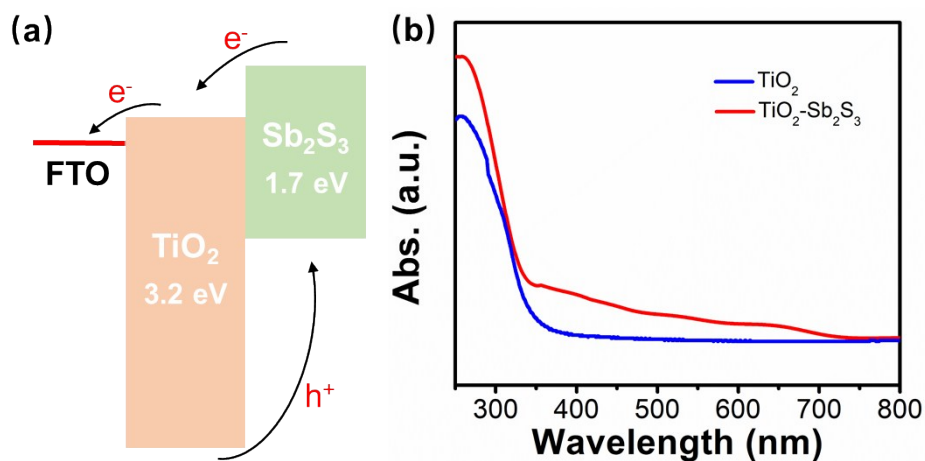 (a)
e⁻
e⁻
FTO
Sb₂S₃
1.7 eV
TiO₂
3.2 eV
h⁺
(b)
TiO₂
TiO₂-Sb₂S₃
Abs. (a.u.)
300 400 500 600 700 800
Wavelength (nm)